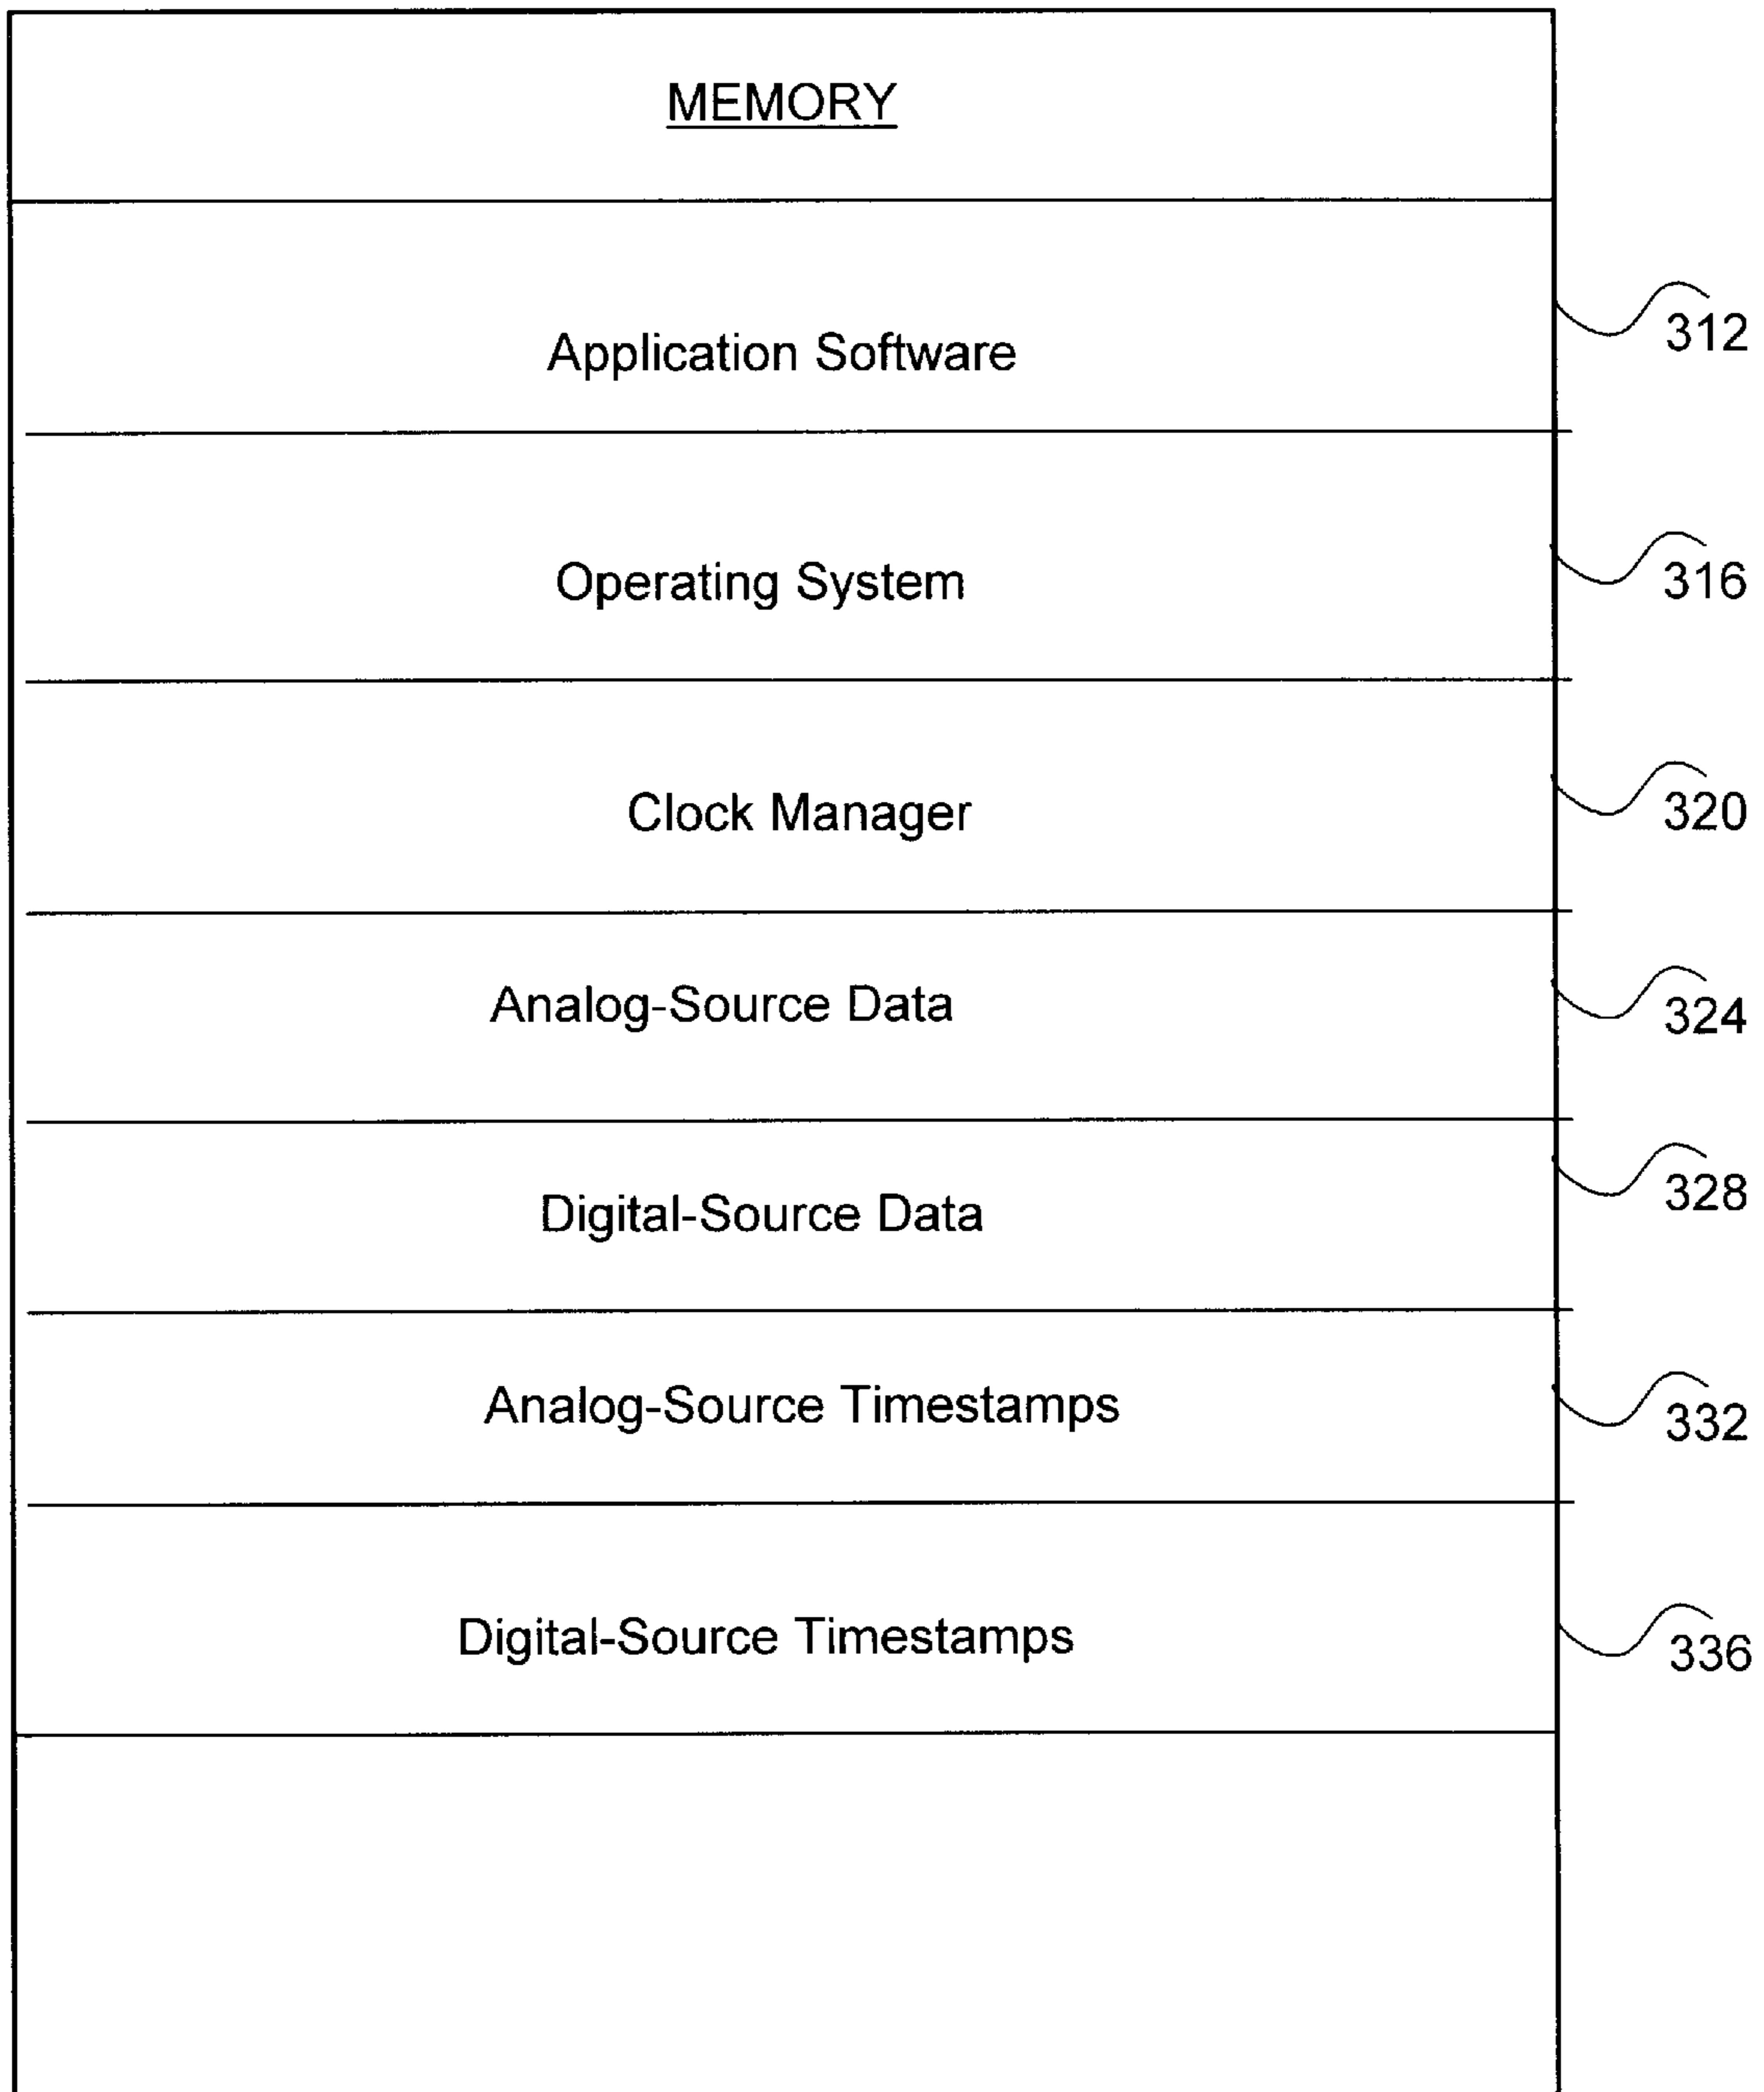 MEMORY
Application Software
312
Operating System
316
Clock Manager
320
Analog-Source Data
324
Digital-Source Data
328
Analog-Source Timestamps
332
Digital-Source Timestamps
336